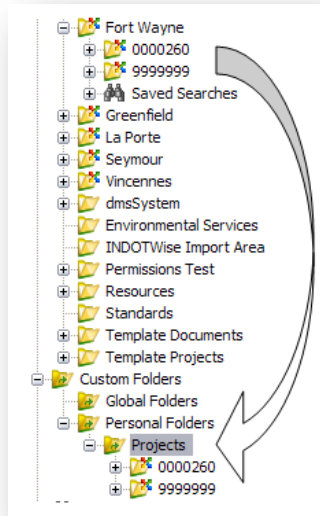 Fort Wayne
0000260
9999999
Saved Searches
Greenfield
La Porte
Seymour
Vincennes
dmsSystem
Environmental Services
INDOTWise Import Area
Permissions Test
Resources
Standards
Template Documents
Template Projects
Custom Folders
Global Folders
Personal Folders
Projects
0000260
9999999